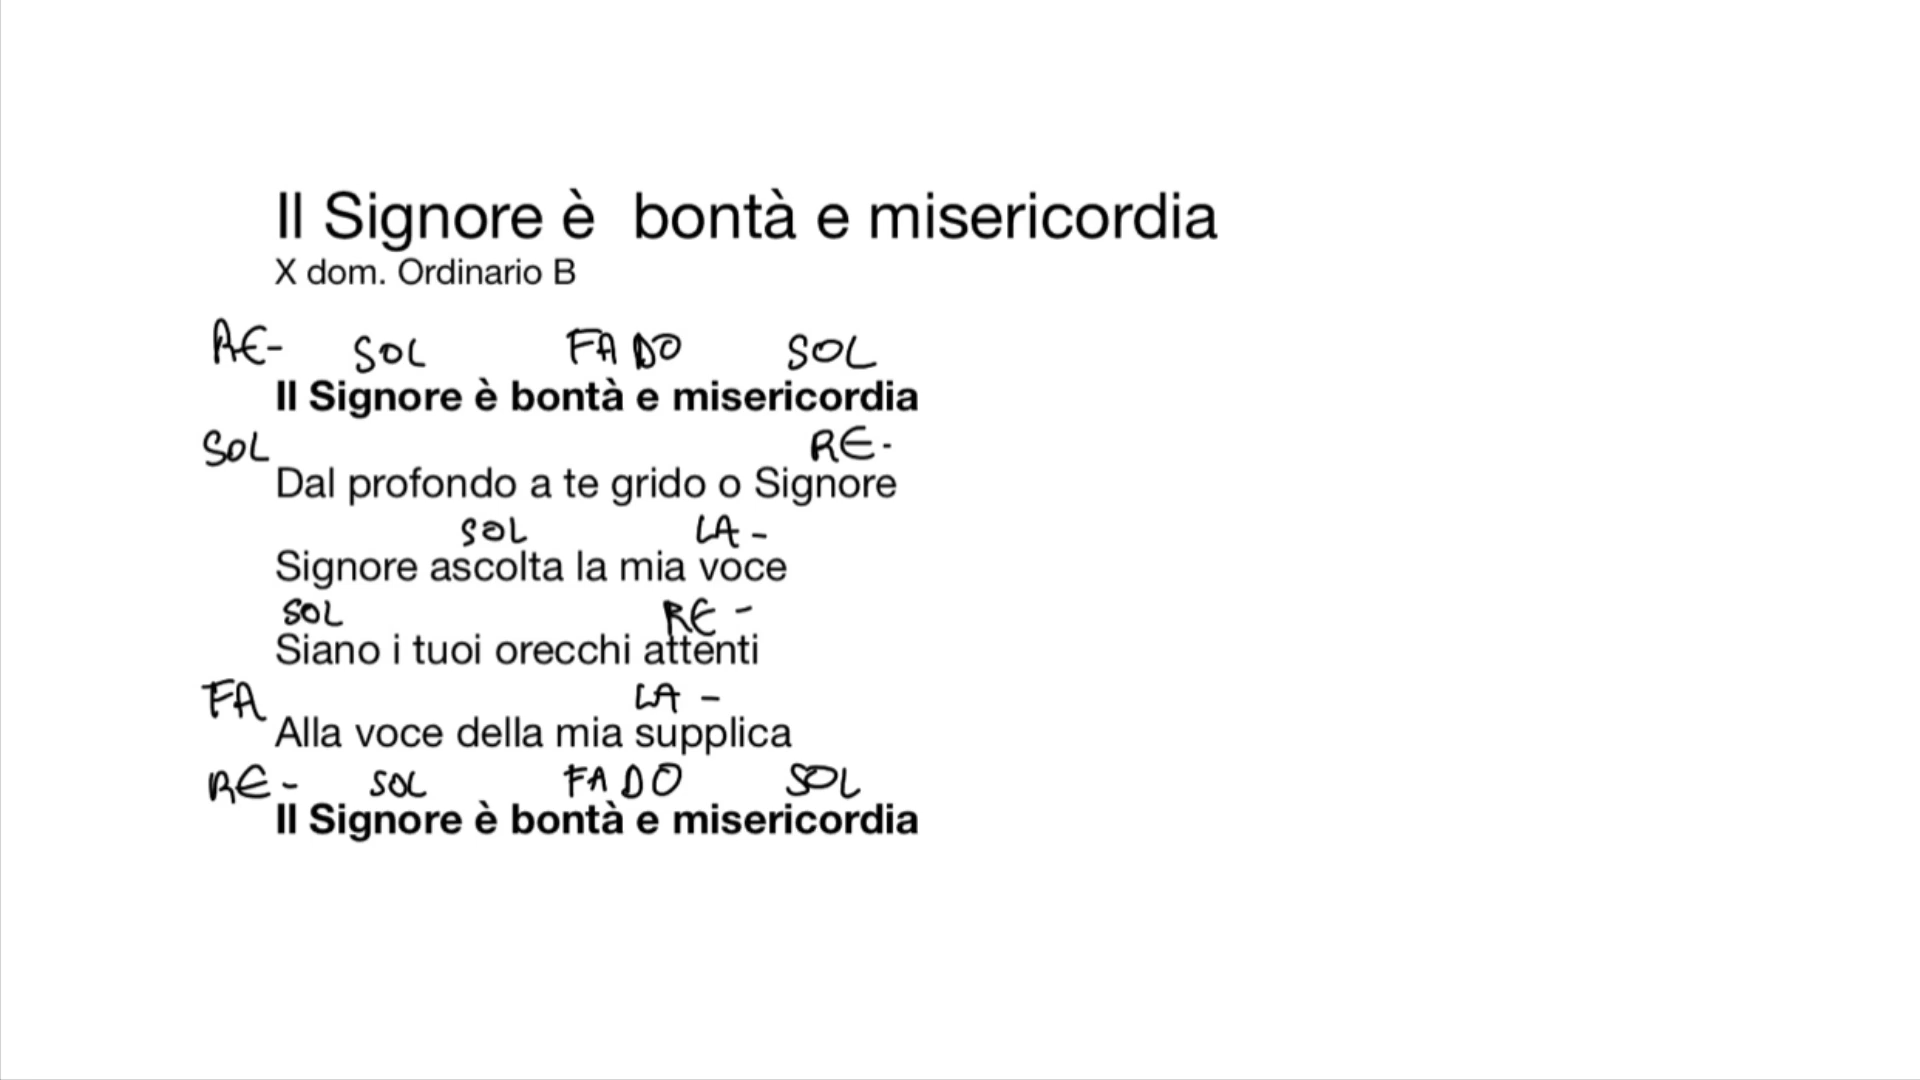 Il Signore è bontà e misericordia
X dom. Ordinario B
RE- SOL FA DO SOL
Il Signore è bontà e misericordia
SOL RE-
Dal profondo a te grido o Signore
SOL LA-
Signore ascolta la mia voce
SOL RE-
Siano i tuoi orecchi attenti
FA LA-
Alla voce della mia supplica
RE- SOL FA DO SOL
Il Signore è bontà e misericordia